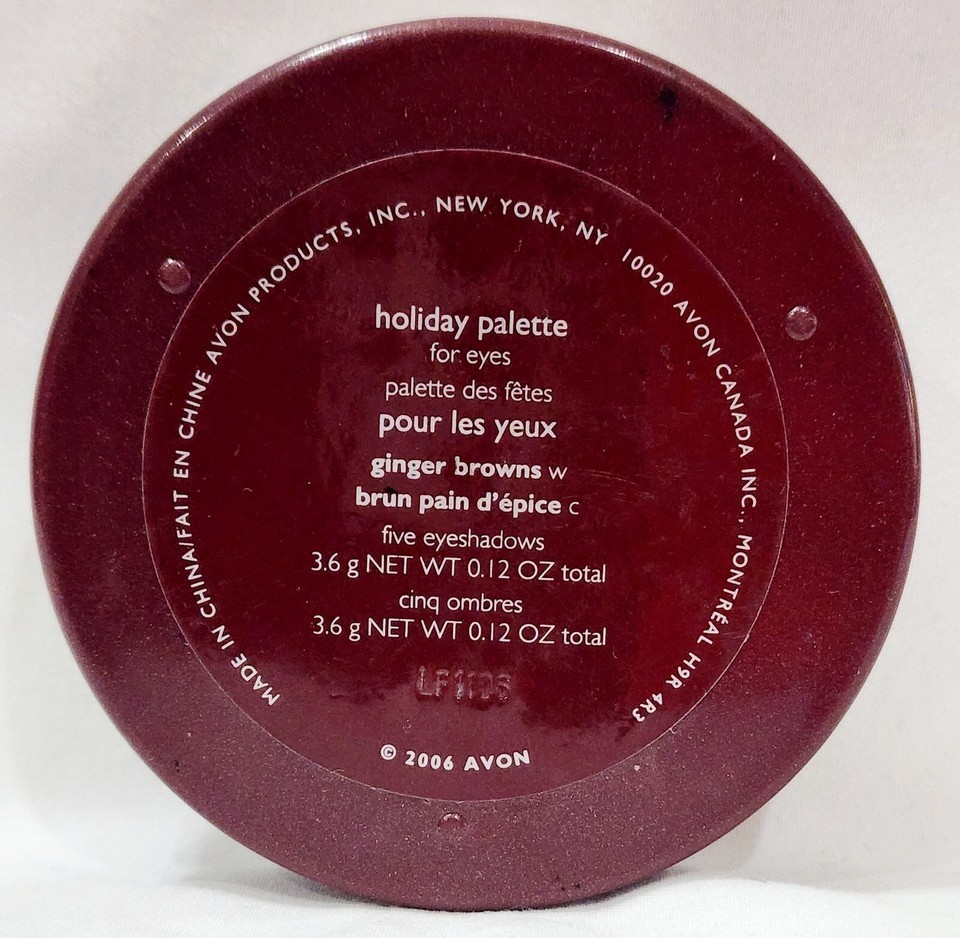 MADE IN CHINA/FAIT EN CHINE AVON PRODUCTS, INC., NEW YORK, NY 10020 AVON CANADA INC., MONTRÉAL H9R 4R3
holiday palette
for eyes
palette des fêtes
pour les yeux
ginger browns w
brun pain d'épice c
five eyeshadows
3.6 g NET WT 0.12 OZ total
cinq ombres
3.6 g NET WT 0.12 OZ total
© 2006 AVON